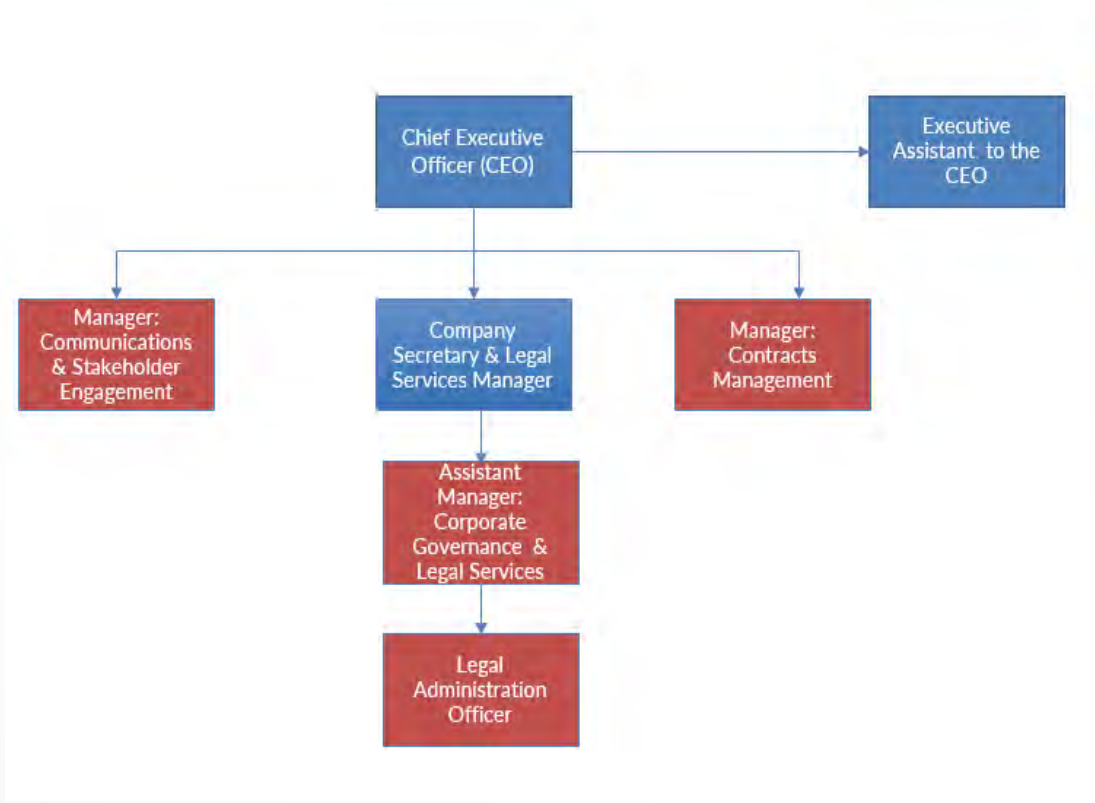 Chief Executive
Officer (CEO)
Executive
Assistant  to the
CEO
Manager:
Communications
& Stakeholder
Engagement
Company
Secretary & Legal
Services Manager
Manager:
Contracts
Management
Assistant
Manager:
Corporate
Governance  &
Legal Services
Legal
Administration
Officer